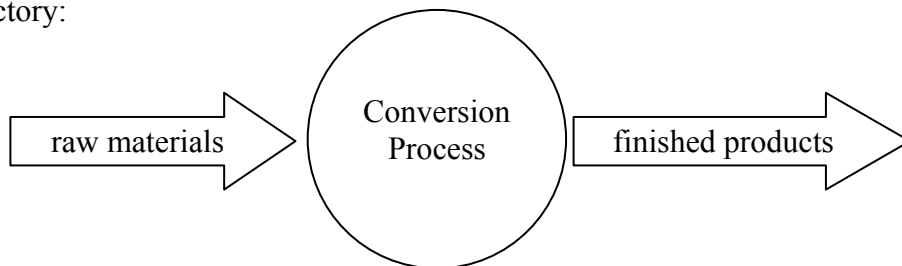 ctory:
raw materials
Conversion
Process
finished products